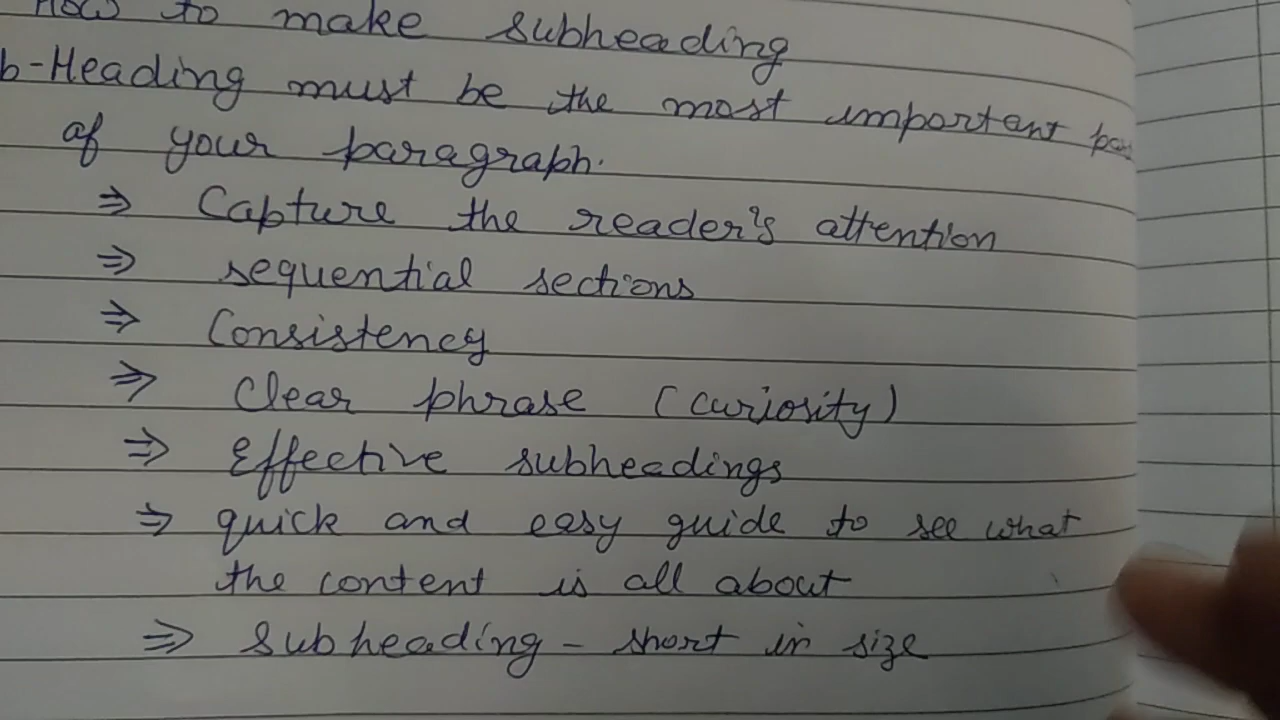 How to make subheading
b-Heading must be the most important
of your paragraph.
⇒ Capture the reader's attention
⇒ sequential sections
⇒ Consistency
⇒ Clear phrase (curiosity)
⇒ Effective subheadings
⇒ quick and easy guide to see what
the content is all about
⇒ Subheading - short in size